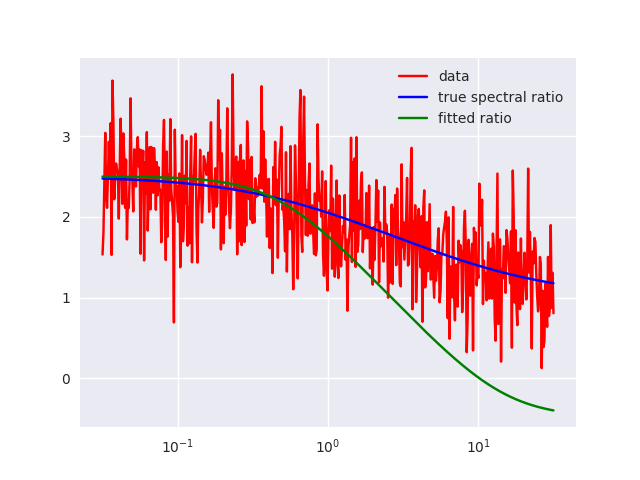 data
true spectral ratio
fitted ratio
3
2
1
0
10⁻¹
10⁰
10¹